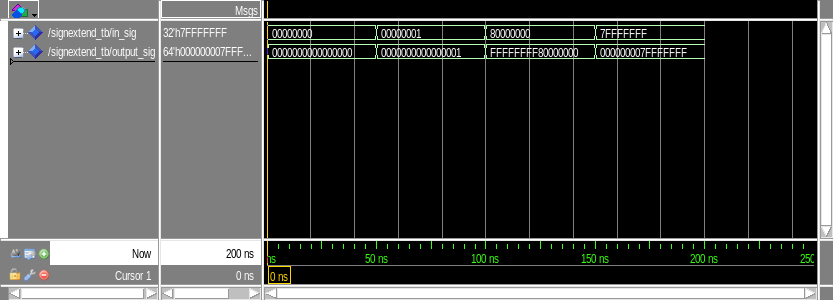 Msgs
/signextend_tb/in_sig 32'h7FFFFFFF 00000000 00000001 80000000 7FFFFFFF
/signextend_tb/output_sig 64'h000000007FFF... 0000000000000000 0000000000000001 FFFFFFFF80000000 000000007FFFFFFF
Now 200 ns ns 50 ns 100 ns 150 ns 200 ns 250
Cursor 1 0 ns 0 ns